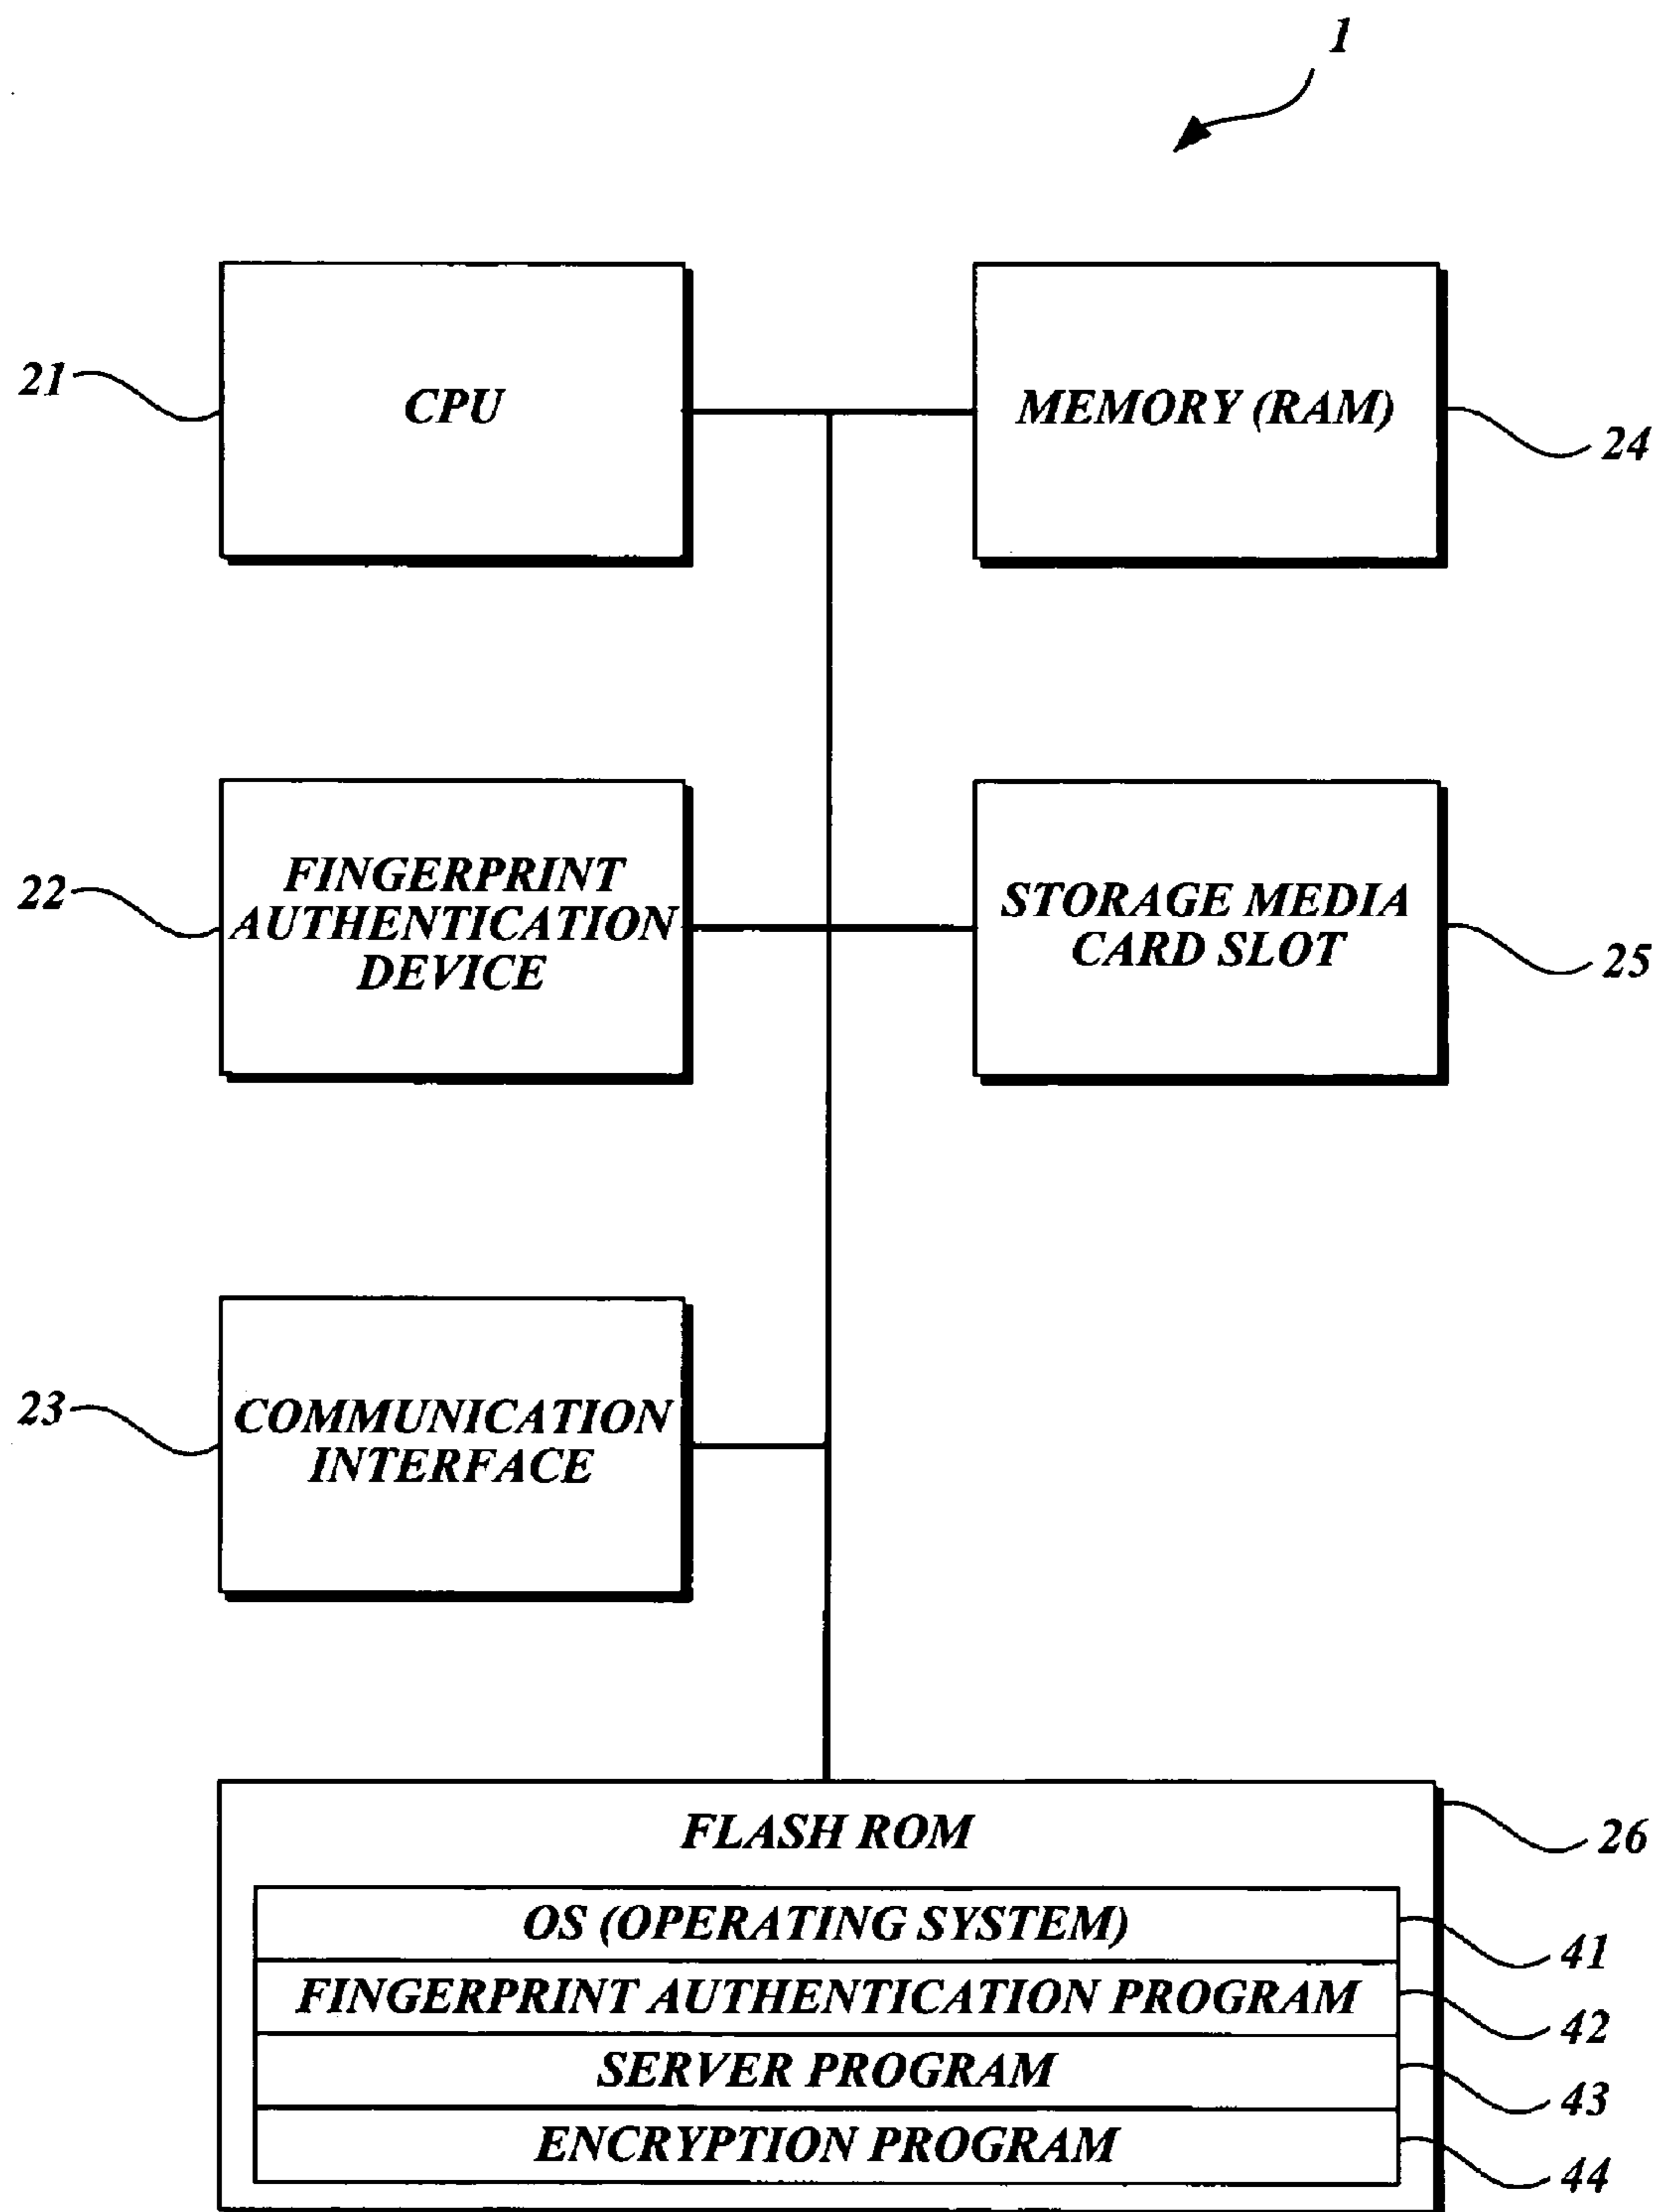 1
21
CPU
MEMORY (RAM)
24
22
FINGERPRINT
AUTHENTICATION
DEVICE
STORAGE MEDIA
CARD SLOT
25
23
COMMUNICATION
INTERFACE
FLASH ROM
26
OS (OPERATING SYSTEM)
41
FINGERPRINT AUTHENTICATION PROGRAM
42
SERVER PROGRAM
43
ENCRYPTION PROGRAM
44